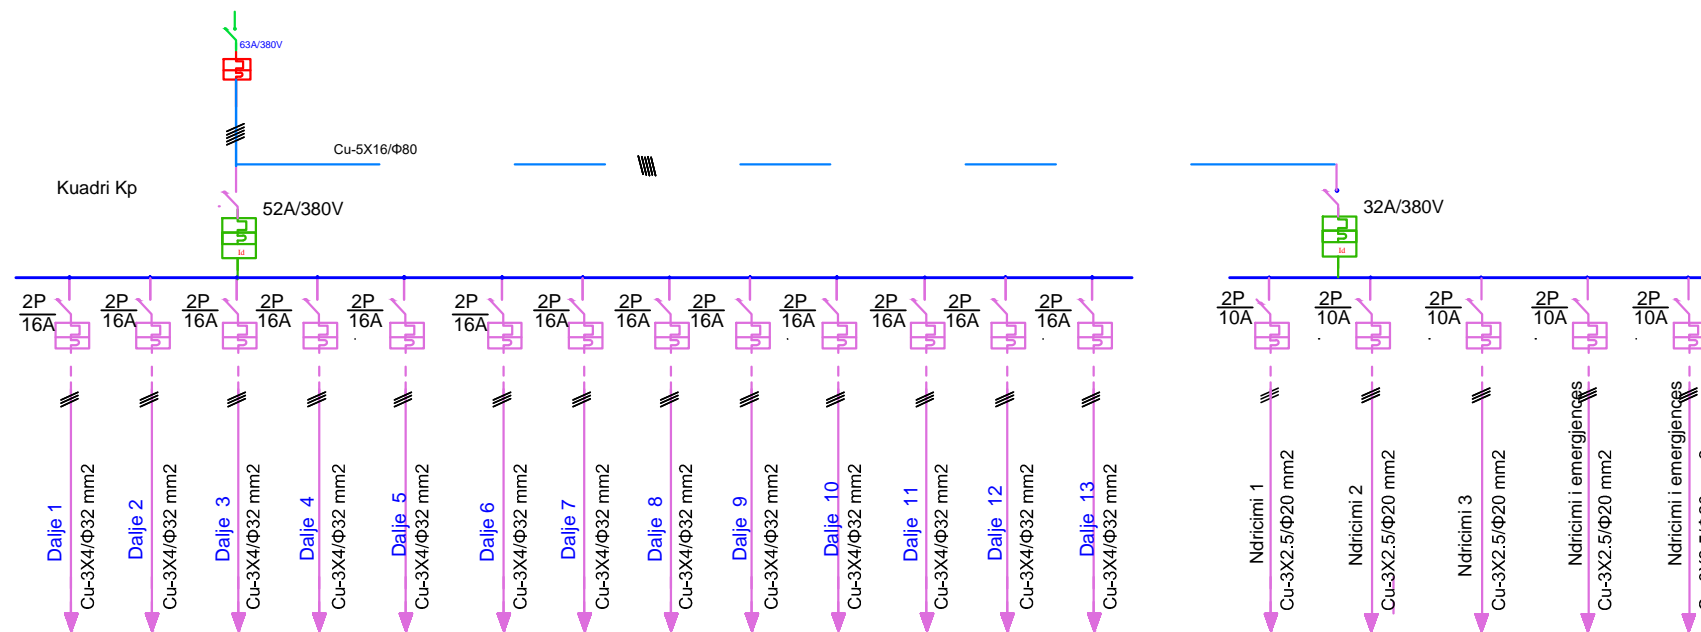 63A/380V
Cu-5X16/Φ80
Kuadri Kp
52A/380V
32A/380V
2P
16A
2P
16A
2P
16A
2P
16A
2P
16A
2P
16A
2P
16A
2P
16A
2P
16A
2P
16A
2P
16A
2P
16A
2P
16A
2P
10A
2P
10A
2P
10A
2P
10A
2P
10A
Dalje 1
Cu-3X4/Φ32 mm2
Dalje 2
Cu-3X4/Φ32 mm2
Dalje 3
Cu-3X4/Φ32 mm2
Dalje 4
Cu-3X4/Φ32 mm2
Dalje 5
Cu-3X4/Φ32 mm2
Dalje 6
Cu-3X4/Φ32 mm2
Dalje 7
Cu-3X4/Φ32 mm2
Dalje 8
Cu-3X4/Φ32 mm2
Dalje 9
Cu-3X4/Φ32 mm2
Dalje 10
Cu-3X4/Φ32 mm2
Dalje 11
Cu-3X4/Φ32 mm2
Dalje 12
Cu-3X4/Φ32 mm2
Dalje 13
Cu-3X4/Φ32 mm2
Ndricimi 1
Cu-3X2.5/Φ20 mm2
Ndricimi 2
Cu-3X2.5/Φ20 mm2
Ndricimi 3
Cu-3X2.5/Φ20 mm2
Ndricimi i emergjences
Cu-3X2.5/Φ20 mm2
Ndricimi i emergjences